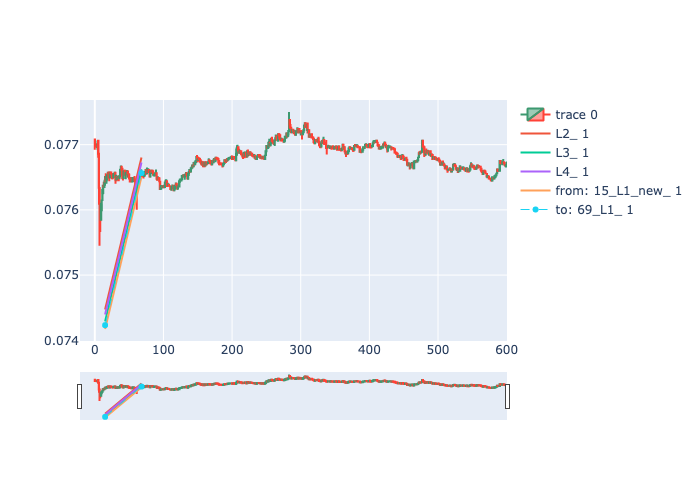 0.077
0.076
0.075
0.074
0 100 200 300 400 500 600
trace 0
L2_ 1
L3_ 1
L4_ 1
from: 15_L1_new_ 1
to: 69_L1_ 1